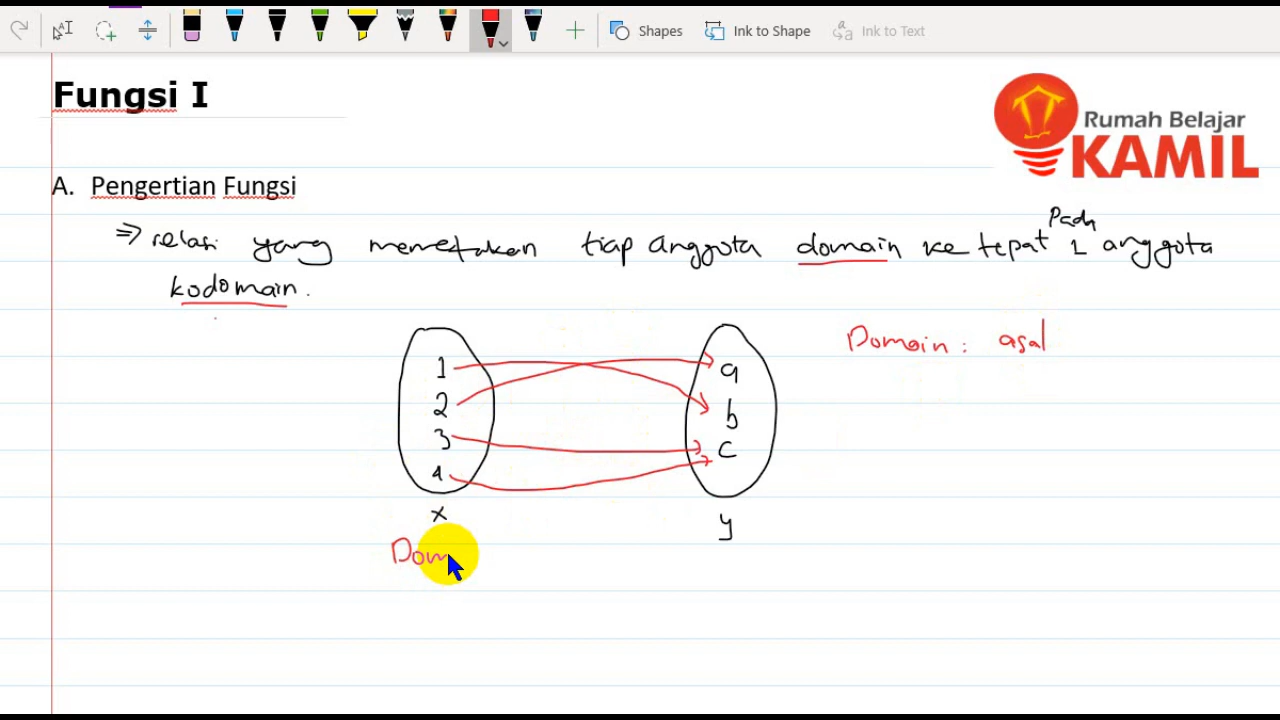 Shapes Ink to Shape Ink to Text
Fungsi I
Rumah Belajar
KAMIL
A. Pengertian Fungsi
Pada
⇒ relasi yang memetakan tiap anggota domain ke tepat 1 anggota
kodomain.
Domain : asal
1 a
2 b
3 c
4
x y
Dom